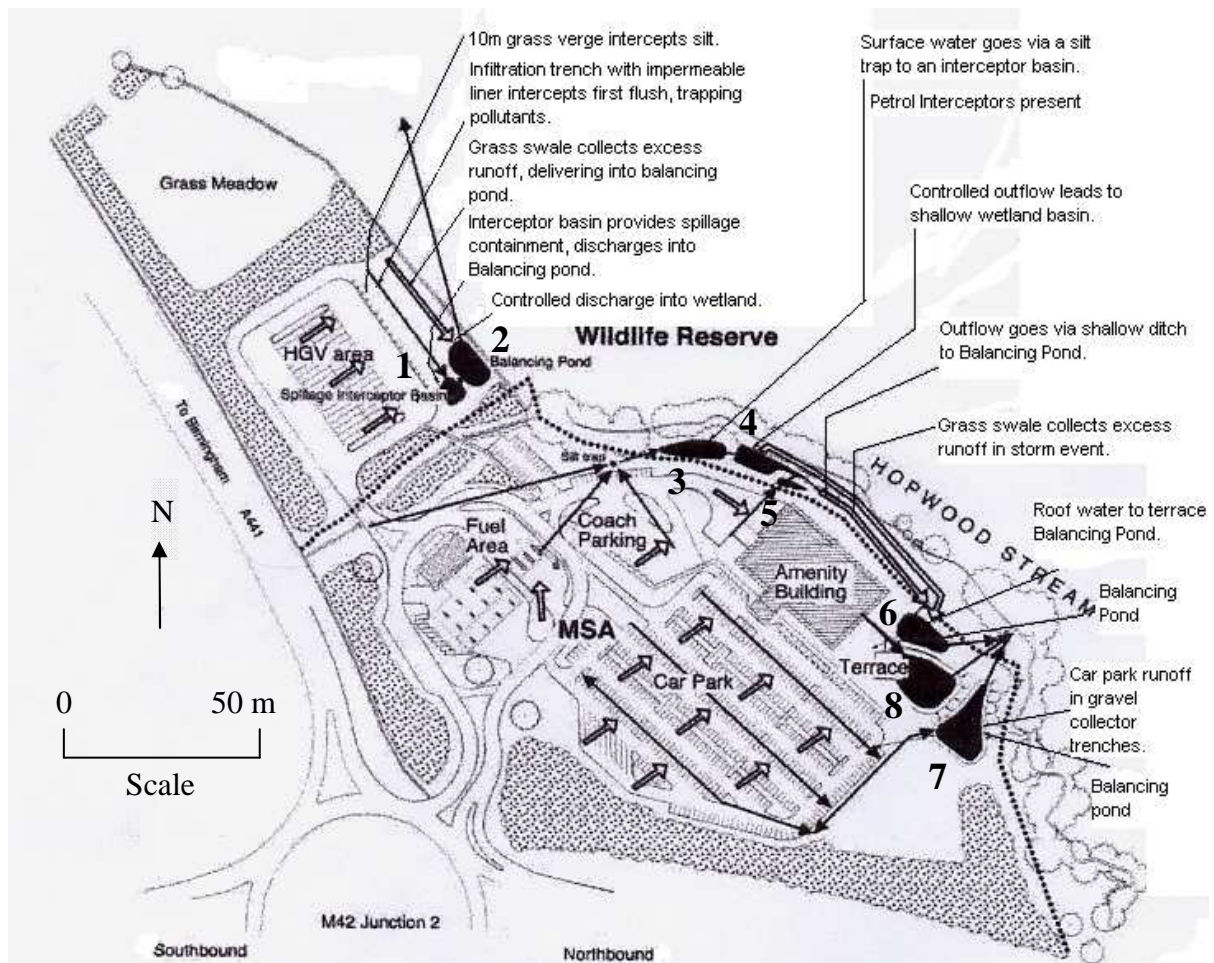 10m grass verge intercepts silt.
Infiltration trench with impermeable
liner intercepts first flush, trapping
pollutants.
Grass swale collects excess
runoff, delivering into balancing
pond.
Interceptor basin provides spillage
containment, discharges into
Balancing pond.
Controlled discharge into wetland.
Surface water goes via a silt
trap to an interceptor basin.
Petrol Interceptors present
Controlled outflow leads to
shallow wetland basin.
Outflow goes via shallow ditch
to Balancing Pond.
Grass swale collects excess
runoff in storm event.
Roof water to terrace
Balancing Pond.
Balancing
Pond
Car park runoff
in gravel
collector
trenches.
Balancing
pond
Grass Meadow
HGV area
1
Spillage Interceptor Basin
2
Balancing Pond
Wildlife Reserve
To Birmingham
A441
Silt trap
3
4
5
HOPWOOD STREAM
N
Fuel
Area
Coach
Parking
Amenity
Building
MSA
Car Park
6
Terrace
8
7
0 50 m
Scale
M42 Junction 2
Southbound
Northbound